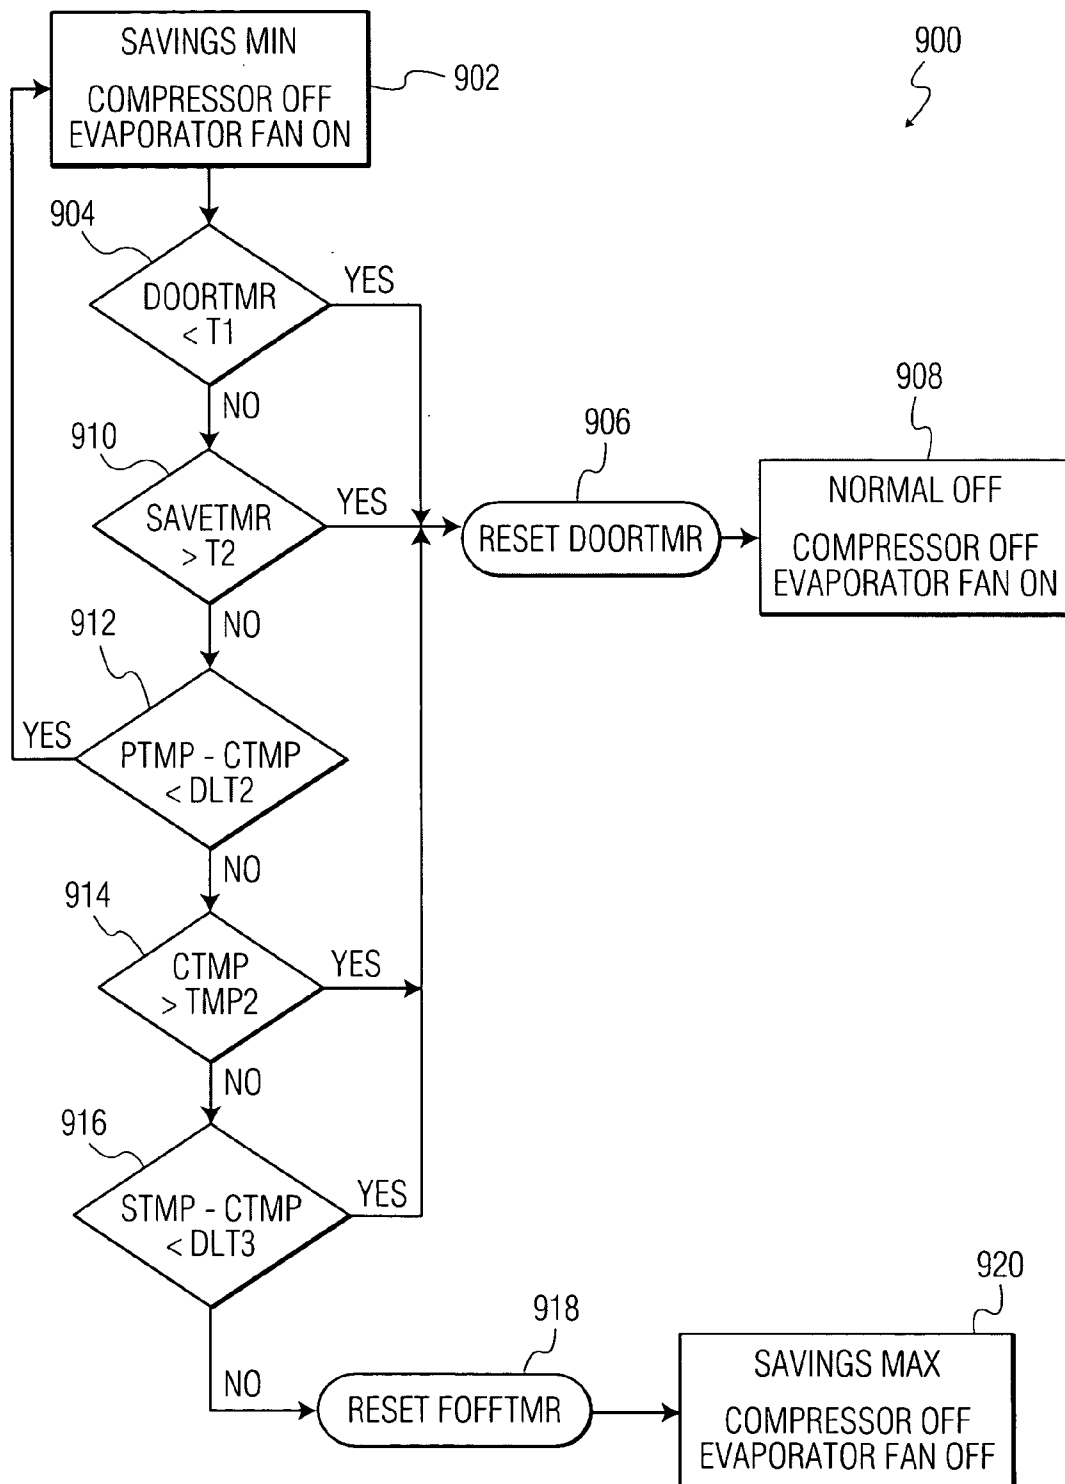 SAVINGS MIN
COMPRESSOR OFF
EVAPORATOR FAN ON
902
900
904
DOORTMR
< T1
YES
NO
910
SAVETMR
> T2
YES
NO
906
RESET DOORTMR
908
NORMAL OFF
COMPRESSOR OFF
EVAPORATOR FAN ON
912
YES
PTMP - CTMP
< DLT2
NO
914
CTMP
> TMP2
YES
NO
916
STMP - CTMP
< DLT3
YES
NO
918
RESET FOFFTMR
920
SAVINGS MAX
COMPRESSOR OFF
EVAPORATOR FAN OFF